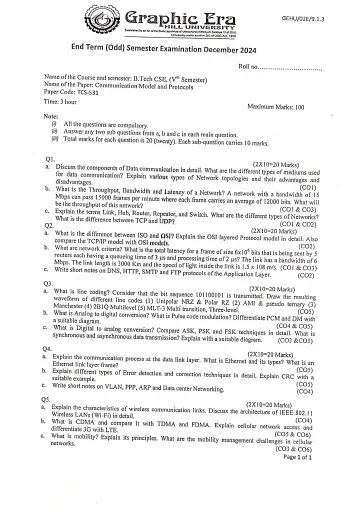 GEHU/02E/9.1.3
Graphic Era
HILL UNIVERSITY
End Term (Odd) Semester Examination December 2024
Roll no..............................
Name of the Course and semester: B.Tech CSE, (Vth Semester)
Name of the Paper: Communication Model and Protocols
Paper Code: TCS-531
Time: 3 hour
Maximum Marks: 100
Note:
(i) All the questions are compulsory.
(ii) Answer any two sub questions from a, b and c in each main question.
(iii) Total marks for each question is 20 (twenty). Each sub-question carries 10 marks.
Q1.
(2X10=20 Marks)
a. Discuss the components of Data communication in detail. What are the different types of mediums used
for data communication? Explain various types of Network topologies and their advantages and
disadvantages.
(CO1)
b. What is the Throughput, Bandwidth and Latency of a Network? A network with a bandwidth of 15
Mbps can pass 15000 frames per minute where each frame carries an average of 12000 bits. What will
be the throughput of this network?
(CO1 & CO3)
c. Explain the terms Link, Hub, Router, Repeater, and Switch. What are the different types of Networks?
What is the difference between TCP and UDP?
(CO1 & CO2)
Q2.
(2X10=20 Marks)
a. What is the difference between ISO and OSI? Explain the OSI layered Protocol model in detail. Also
compare the TCP/IP model with OSI models.
(CO2)
b. What are network criteria? What is the total latency for a frame of size 6x10⁶ bits that is being sent by 5
routers each having a queuing time of 3 µs and processing time of 2 µs? The link has a bandwidth of 6
Mbps. The link length is 3000 Km and the speed of light inside the link is 1.5 x 108 m/s.
(CO1 & CO3)
c. Write short notes on DNS, HTTP, SMTP and FTP protocols of the Application Layer.
(CO2)
Q3.
(2X10=20 Marks)
a. What is line coding? Consider that the bit sequence 101100101 is transmitted. Draw the resulting
waveform of different line codes (1) Unipolar NRZ & Polar RZ (2) AMI & pseudo ternary (3)
Manchester (4) 2B1Q Multilevel (5) MLT-3 Multi transition, Three-level.
(CO5)
b. What is Analog to digital conversion? What is Pulse code modulation? Differentiate PCM and DM with
a suitable diagram.
(CO4 & CO5)
c. What is Digital to analog conversion? Compare ASK, PSK and FSK techniques in detail. What is
synchronous and asynchronous data transmission? Explain with a suitable diagram.
(CO3 &CO5)
Q4.
(2X10=20 Marks)
a. Explain the communication process at the data link layer. What is Ethernet and its types? What is an
Ethernet link layer frame?
(CO5)
b. Explain different types of Error detection and correction techniques in detail. Explain CRC with a
suitable example.
(CO5)
c. Write short notes on VLAN, PPP, ARP and Data center Networking.
(CO4)
Q5.
(2X10=20 Marks)
a. Explain the characteristics of wireless communication links. Discuss the architecture of IEEE 802.11
Wireless LANs (Wi-Fi) in detail.
(CO4)
b. What is CDMA and compare it with TDMA and FDMA. Explain cellular network access and
differentiate 3G with LTE.
(CO5 & CO6)
c. What is mobility? Explain its principles. What are the mobility management challenges in cellular
networks.
(CO3 & CO6)
Page 1 of 1